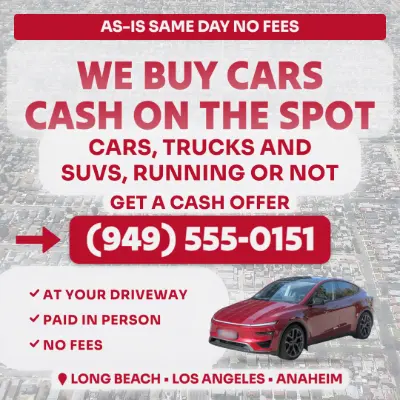 AS-IS SAME DAY NO FEES
WE BUY CARS
CASH ON THE SPOT
CARS, TRUCKS AND
SUVS, RUNNING OR NOT
GET A CASH OFFER
(949) 555-0151
AT YOUR DRIVEWAY
PAID IN PERSON
NO FEES
LONG BEACH • LOS ANGELES • ANAHEIM